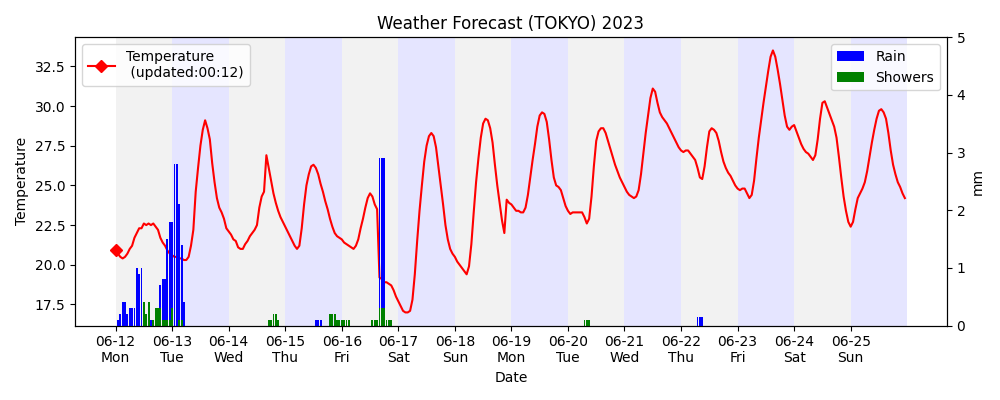 Weather Forecast (TOKYO) 2023
Temperature
(updated:00:12)
Rain
Showers
Temperature
32.5
30.0
27.5
25.0
22.5
20.0
17.5
5
4
3
2
1
0
mm
06-12 06-13 06-14 06-15 06-16 06-17 06-18 06-19 06-20 06-21 06-22 06-23 06-24 06-25
Mon Tue Wed Thu Fri Sat Sun Mon Tue Wed Thu Fri Sat Sun
Date